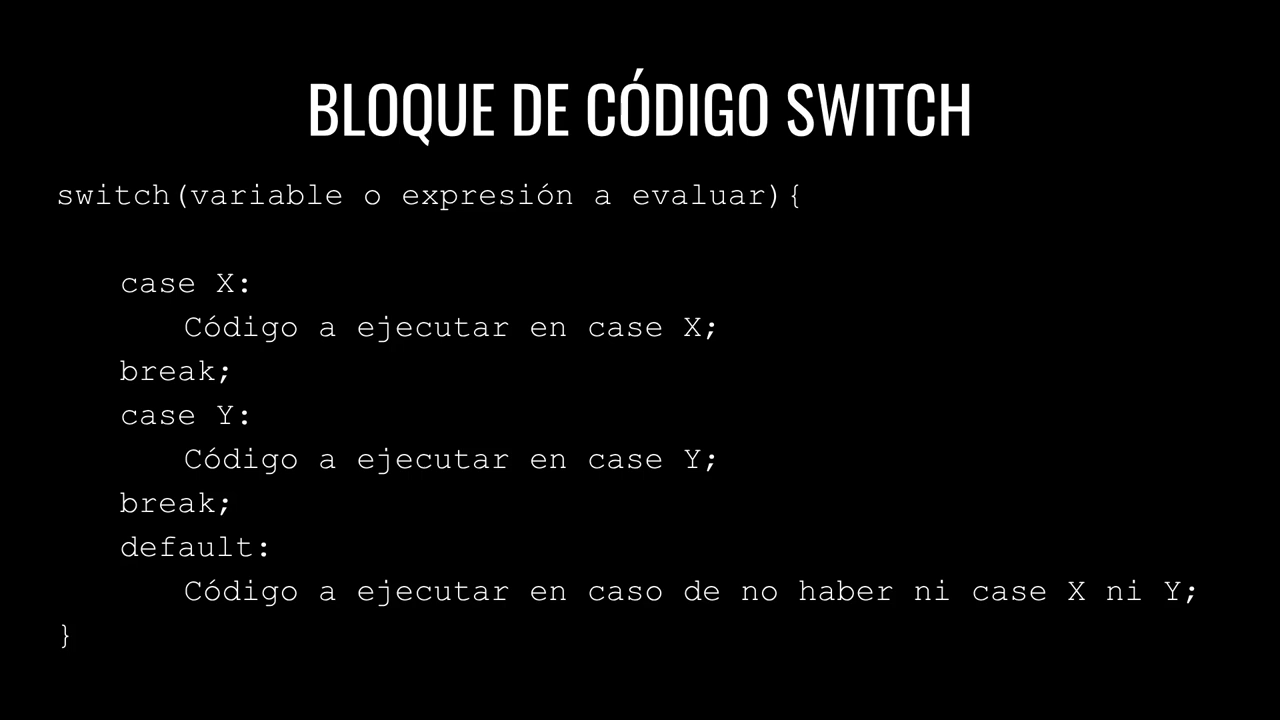 BLOQUE DE CÓDIGO SWITCH
switch(variable o expresión a evaluar){
case X:
Código a ejecutar en case X;
break;
case Y:
Código a ejecutar en case Y;
break;
default:
Código a ejecutar en caso de no haber ni case X ni Y;
}